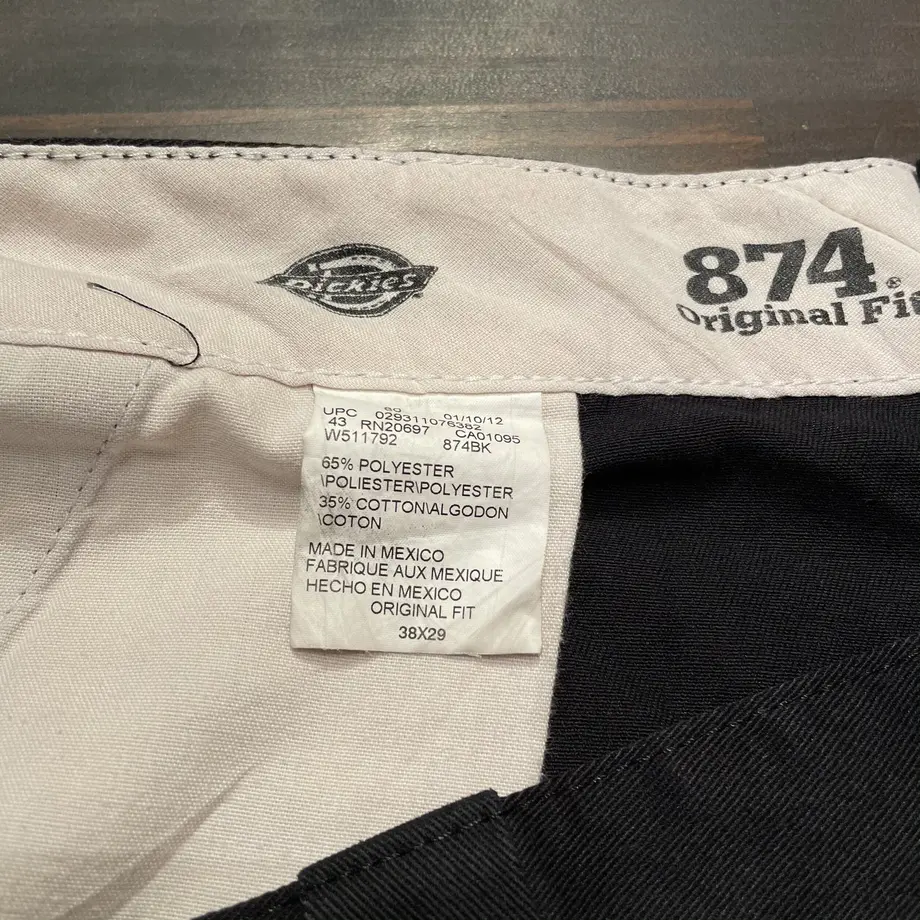 DICKIES
874®
Original Fit
80 01/10/12
UPC 029311076382
43 RN20697 CA01095
W511792 874BK
65% POLYESTER
\POLIESTER\POLYESTER
35% COTTON\ALGODON
\COTON
MADE IN MEXICO
FABRIQUE AUX MEXIQUE
HECHO EN MEXICO
ORIGINAL FIT
38X29